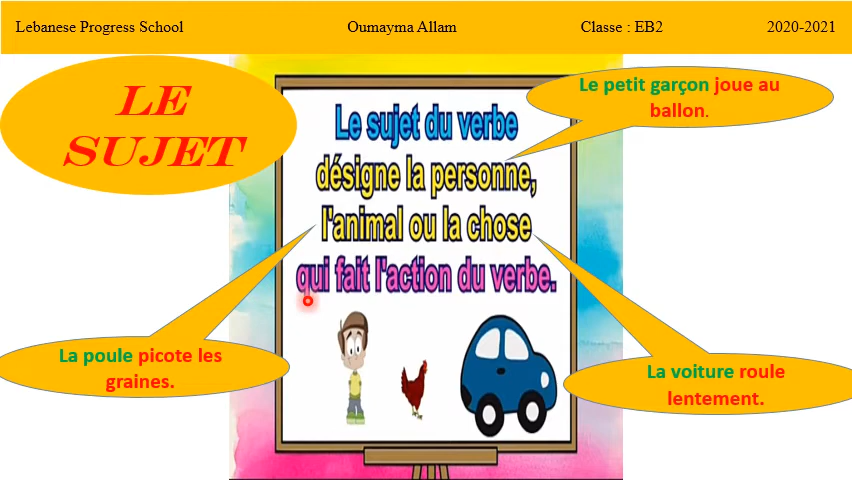 Lebanese Progress School Oumayma Allam Classe : EB2 2020-2021
LE
SUJET
Le petit garçon joue au
ballon.
Le sujet du verbe
désigne la personne,
l'animal ou la chose
qui fait l'action du verbe.
La poule picote les
graines.
La voiture roule
lentement.